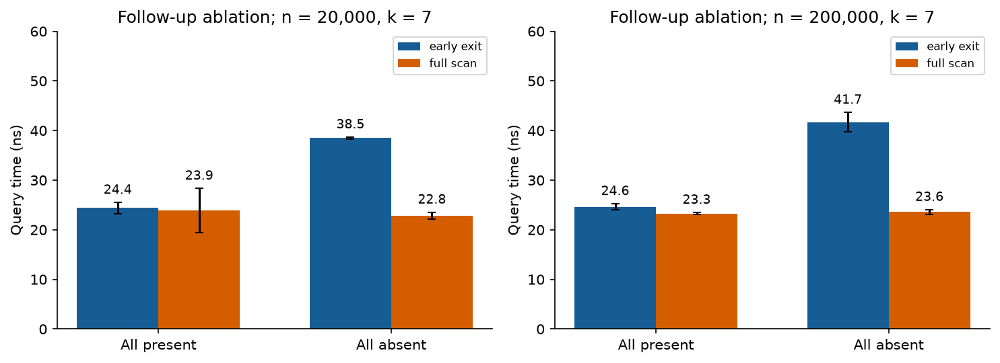 Follow-up ablation; n = 20,000, k = 7
early exit
full scan
Query time (ns)
60
50
40
30
20
10
0
24.4
23.9
38.5
22.8
All present
All absent
Follow-up ablation; n = 200,000, k = 7
early exit
full scan
Query time (ns)
60
50
40
30
20
10
0
24.6
23.3
41.7
23.6
All present
All absent